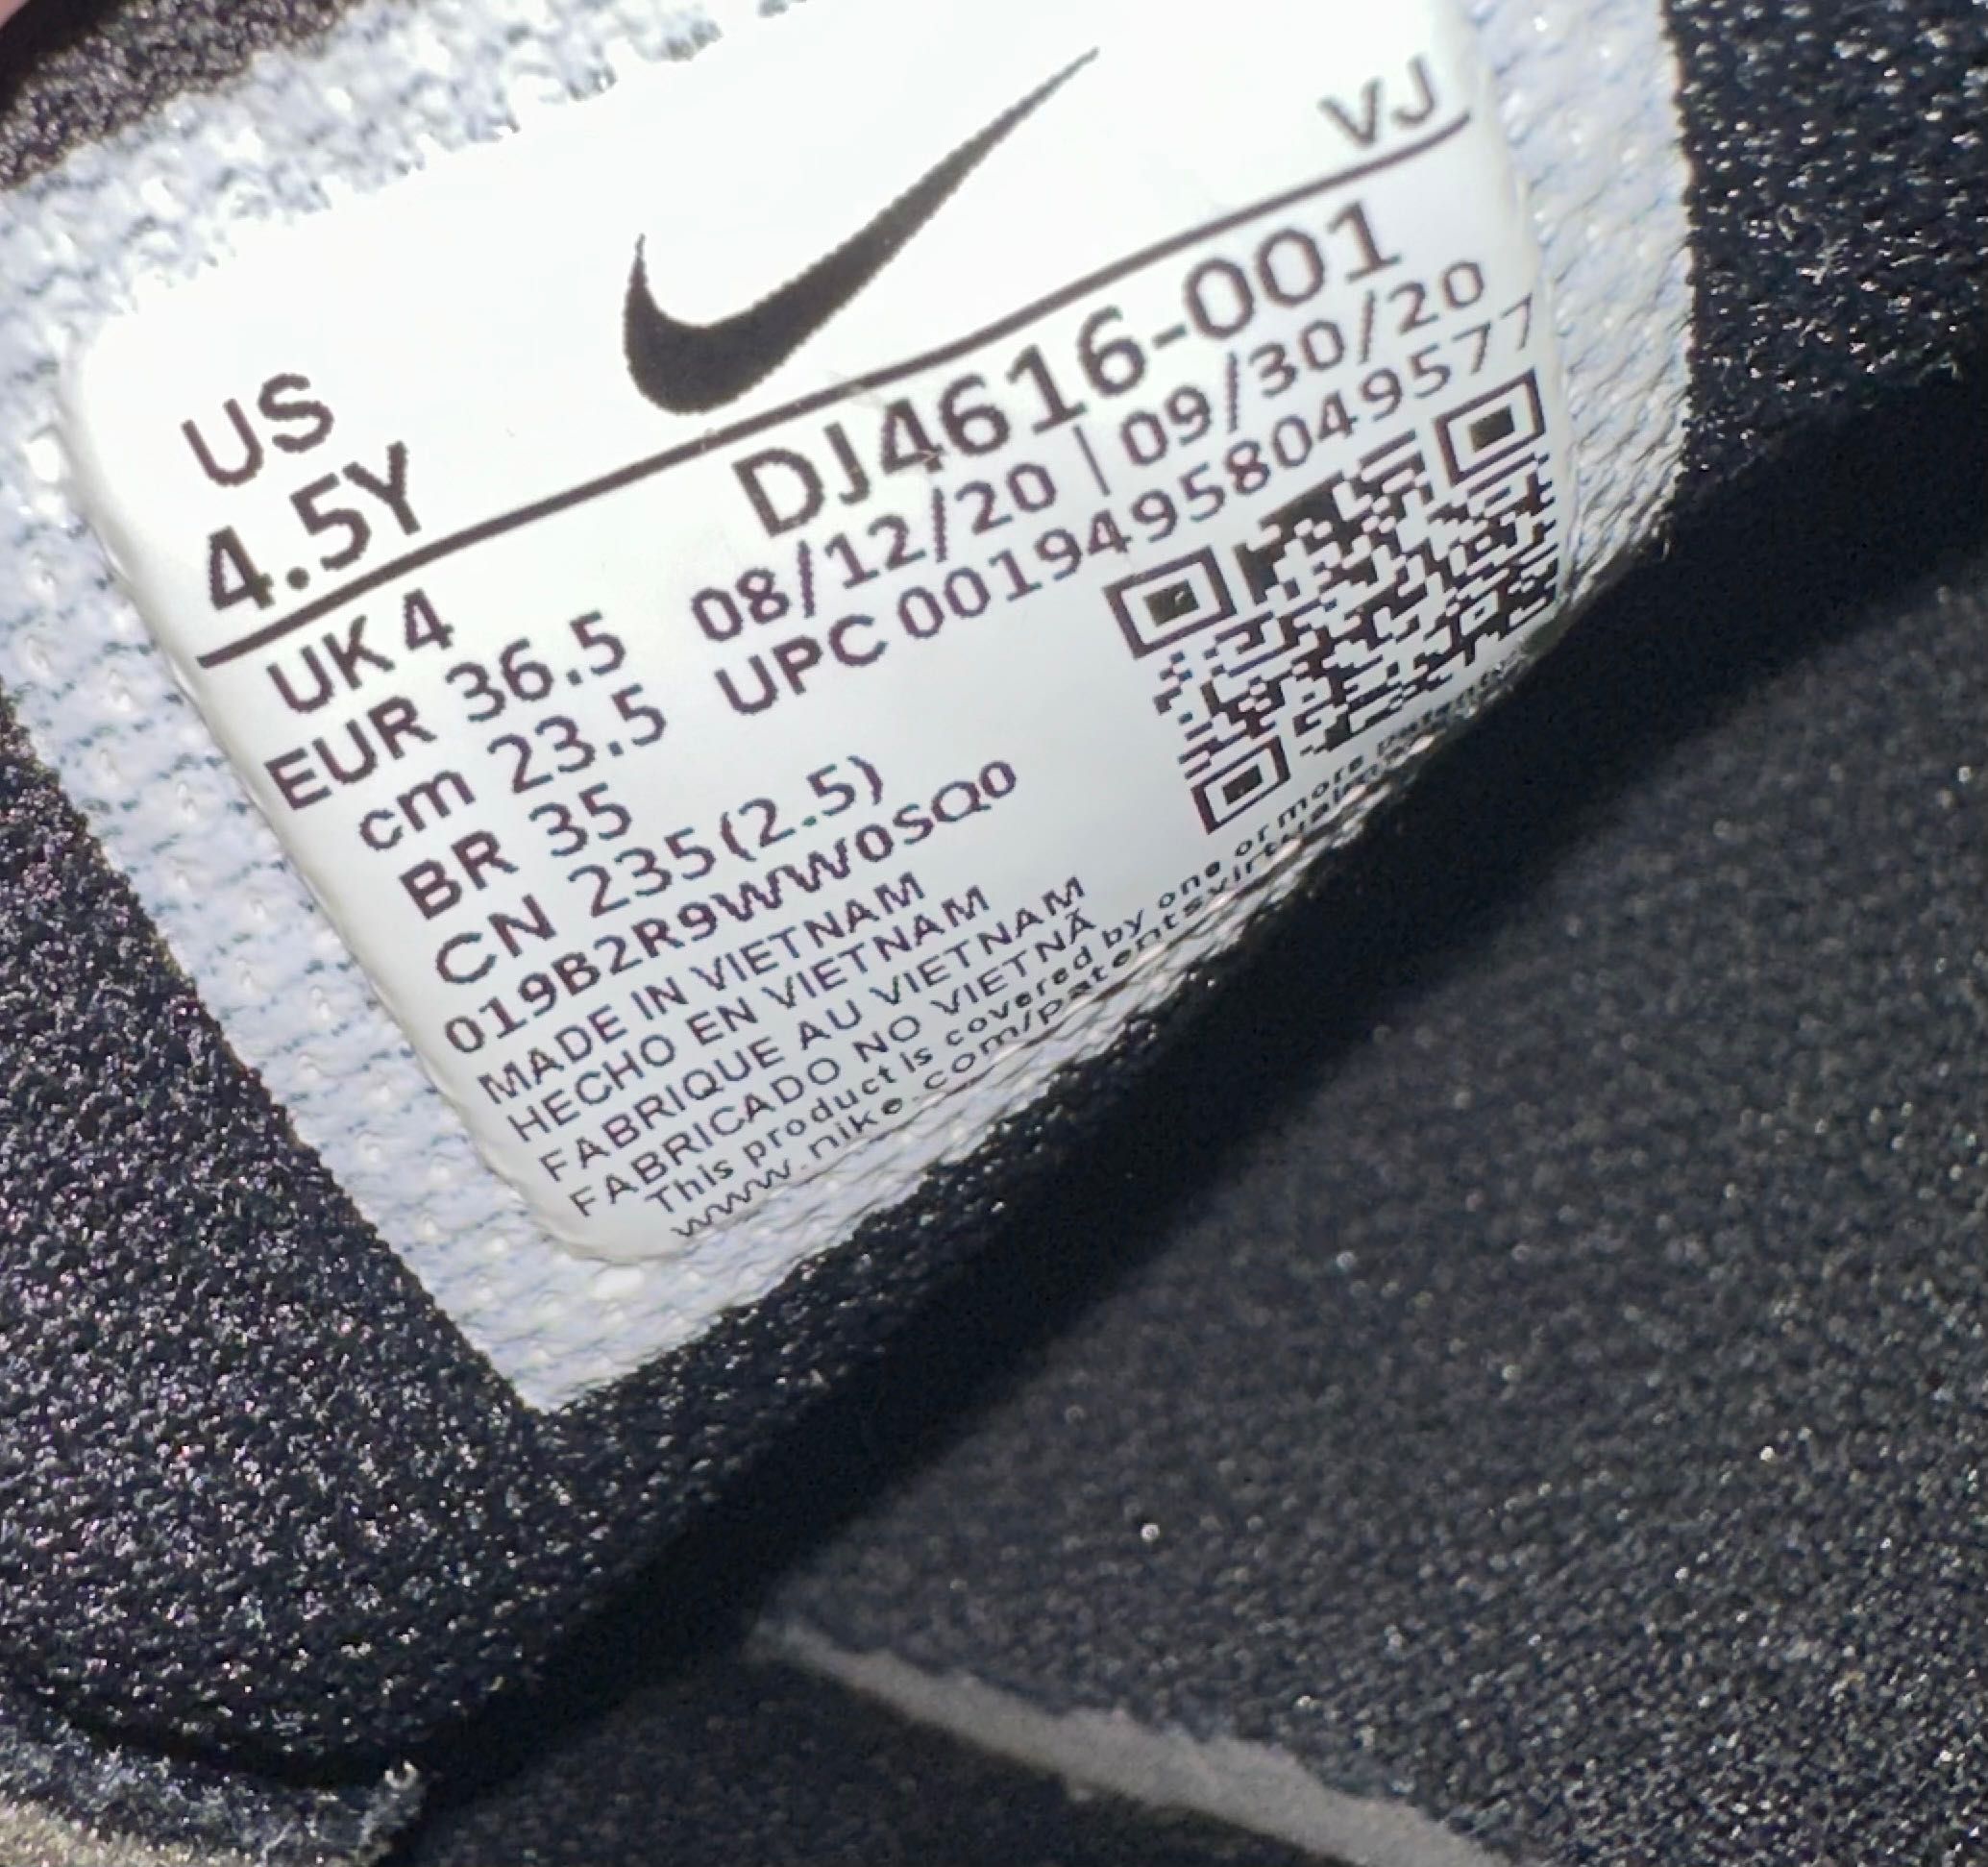 VJ
US
4.5Y
DJ4616-001
UK 4
08/12/20 | 09/30/20
EUR 36.5
UPC 00194958049577
cm 23.5
BR 35
CN 235(2.5)
019B2R9WW0SQ0
MADE IN VIETNAM
HECHO EN VIETNAM
FABRIQUE AU VIETNAM
FABRICADO NO VIETNÃ
This product is covered by one or more
www.nike.com/patents